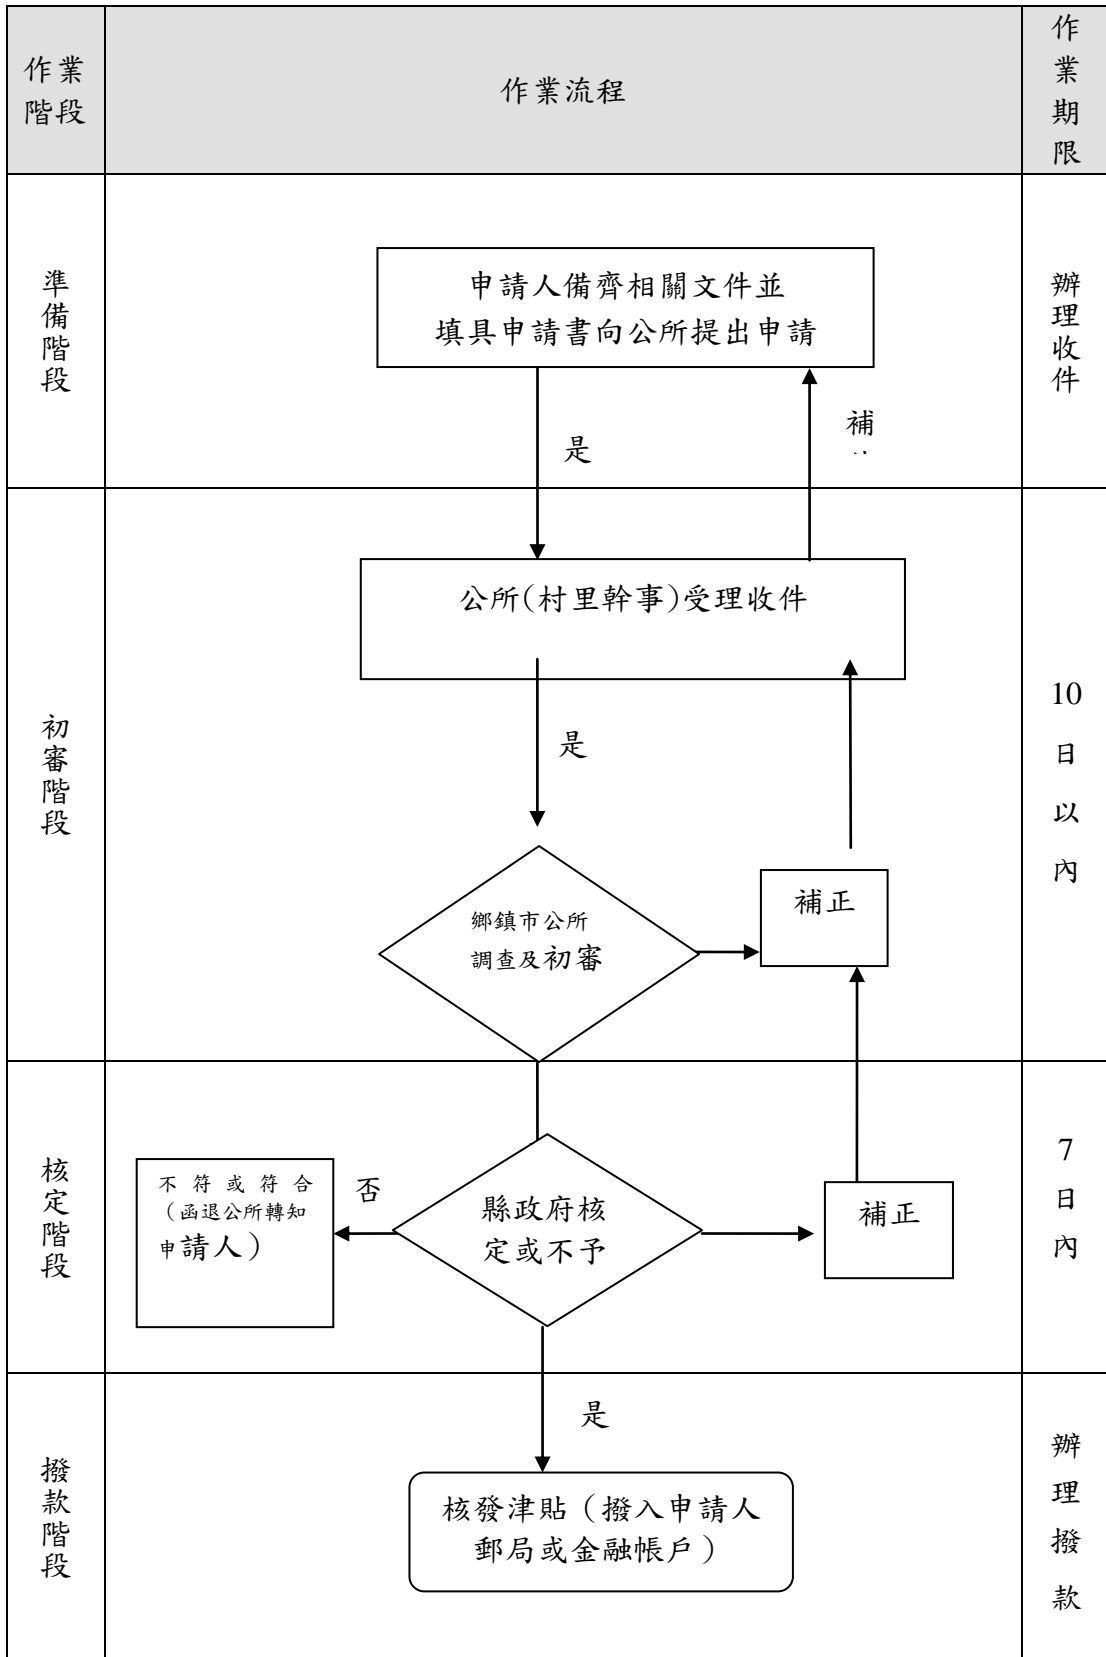 作業
階段
作業流程
作業期限
準備階段
申請人備齊相關文件並
填具申請書向公所提出申請
是
補
辦理收件
初審階段
公所(村里幹事)受理收件
是
鄉鎮市公所
調查及初審
補正
10
日
以
內
核定階段
不符或符合
（函退公所轉知
申請人）
否
縣政府核
定或不予
補正
7
日
內
撥款階段
是
核發津貼（撥入申請人
郵局或金融帳戶）
辦
理
撥
款